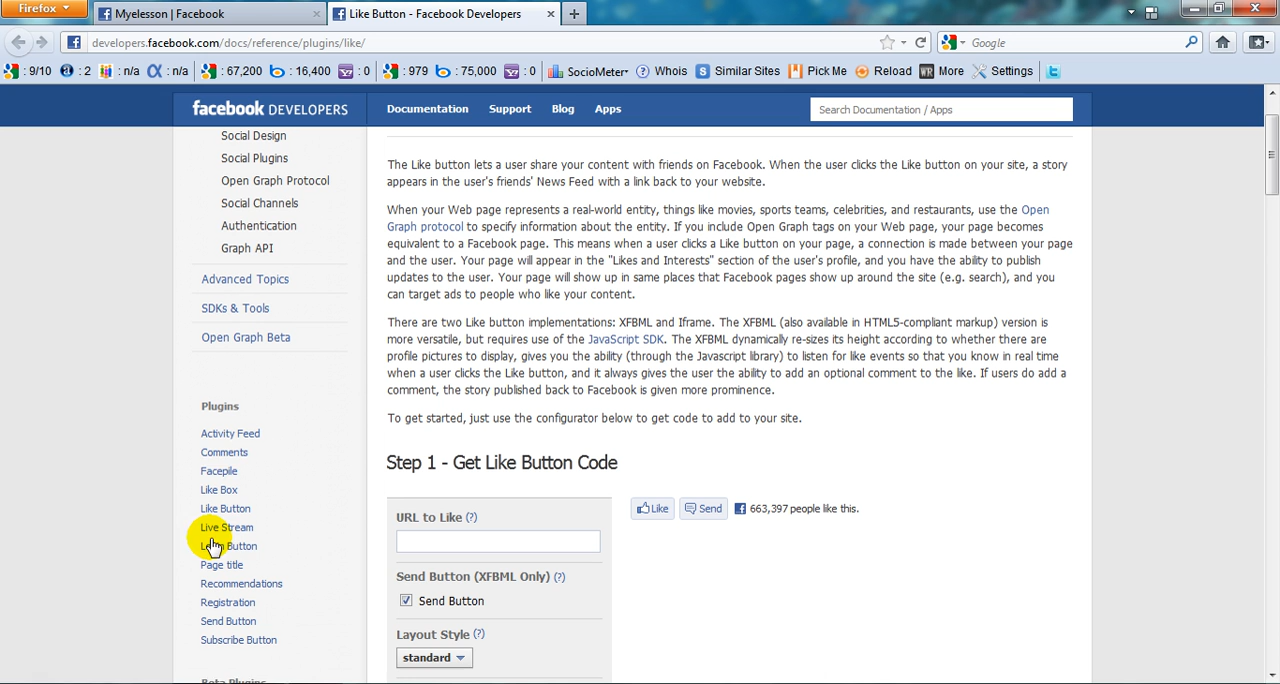 Firefox
Myelesson | Facebook
Like Button - Facebook Developers
developers.facebook.com/docs/reference/plugins/like/
Google
: 9/10 : 2 : n/a : n/a : 67,200 : 16,400 : 0 : 979 : 75,000 : 0 SocioMeter Whois Similar Sites Pick Me Reload More Settings
facebook DEVELOPERS
Documentation Support Blog Apps
Search Documentation / Apps
Social Design
Social Plugins
Open Graph Protocol
Social Channels
Authentication
Graph API
Advanced Topics
SDKs & Tools
Open Graph Beta
Plugins
Activity Feed
Comments
Facepile
Like Box
Like Button
Live Stream
Button
Page title
Recommendations
Registration
Send Button
Subscribe Button
Beta Plugins
The Like button lets a user share your content with friends on Facebook. When the user clicks the Like button on your site, a story
appears in the user's friends' News Feed with a link back to your website.
When your Web page represents a real-world entity, things like movies, sports teams, celebrities, and restaurants, use the Open
Graph protocol to specify information about the entity. If you include Open Graph tags on your Web page, your page becomes
equivalent to a Facebook page. This means when a user clicks a Like button on your page, a connection is made between your page
and the user. Your page will appear in the "Likes and Interests" section of the user's profile, and you have the ability to publish
updates to the user. Your page will show up in same places that Facebook pages show up around the site (e.g. search), and you
can target ads to people who like your content.
There are two Like button implementations: XFBML and Iframe. The XFBML (also available in HTML5-compliant markup) version is
more versatile, but requires use of the JavaScript SDK. The XFBML dynamically re-sizes its height according to whether there are
profile pictures to display, gives you the ability (through the Javascript library) to listen for like events so that you know in real time
when a user clicks the Like button, and it always gives the user the ability to add an optional comment to the like. If users do add a
comment, the story published back to Facebook is given more prominence.
To get started, just use the configurator below to get code to add to your site.
Step 1 - Get Like Button Code
URL to Like (?)
Send Button (XFBML Only) (?)
Send Button
Layout Style (?)
standard
Like Send 663,397 people like this.